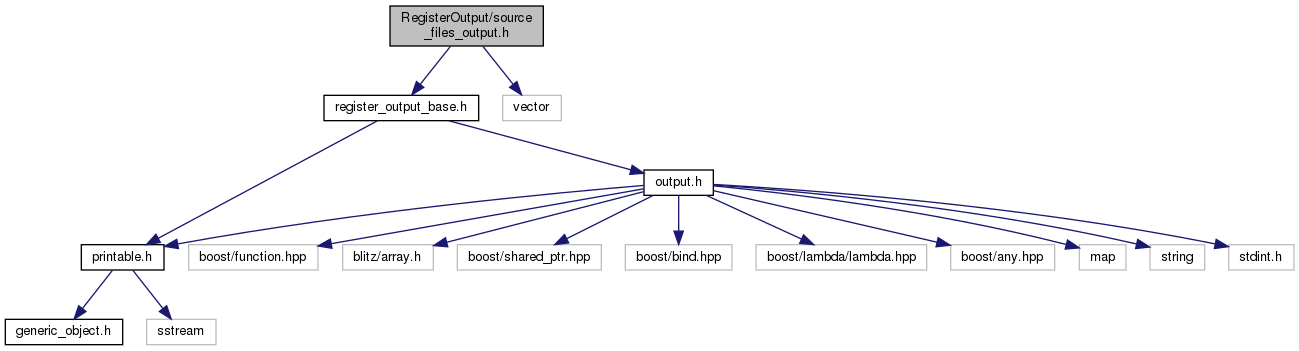 RegisterOutput/source
_files_output.h
register_output_base.h
vector
output.h
printable.h
boost/function.hpp
blitz/array.h
boost/shared_ptr.hpp
boost/bind.hpp
boost/lambda/lambda.hpp
boost/any.hpp
map
string
stdint.h
generic_object.h
sstream